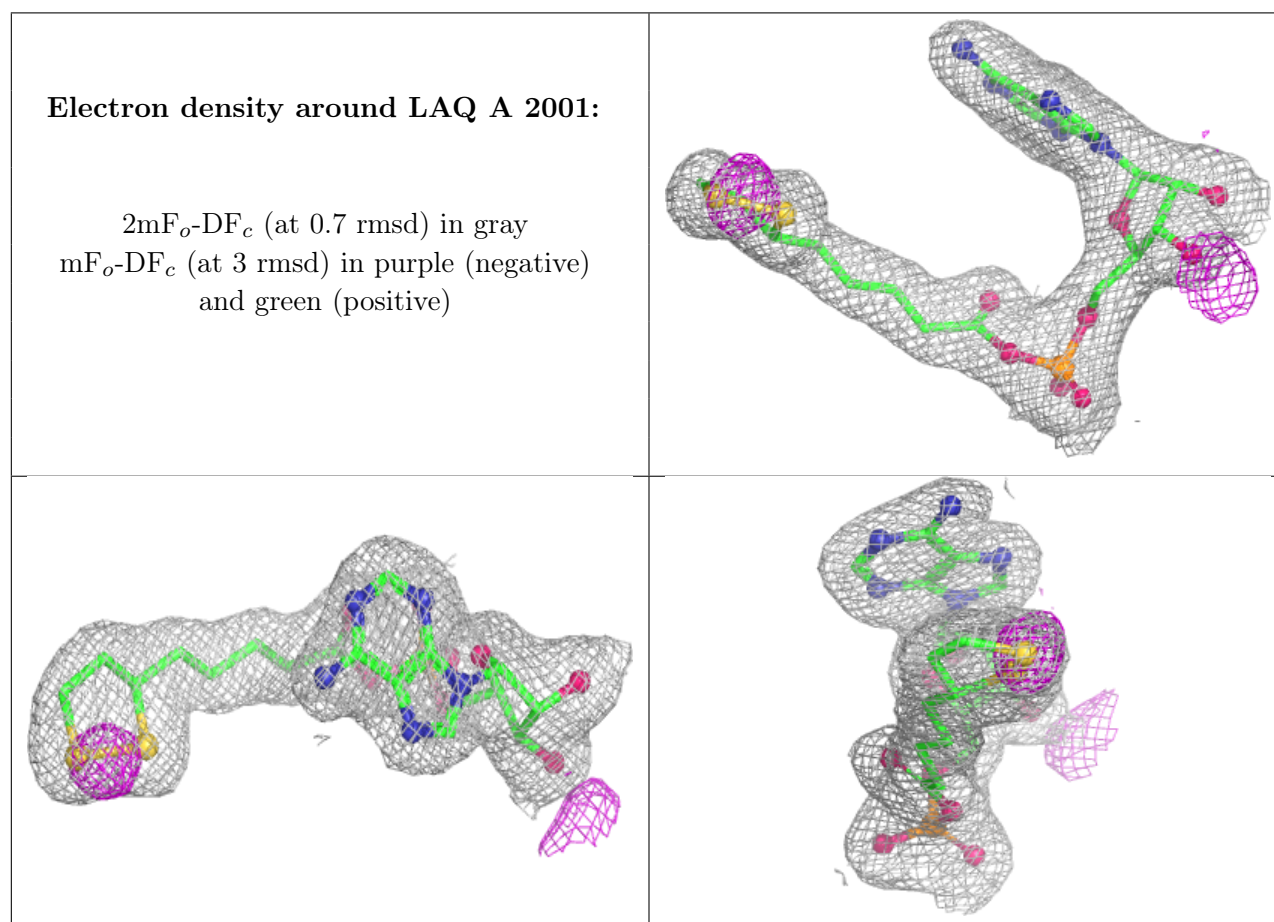 Electron density around LAQ A 2001:
2mFo-DFc (at 0.7 rmsd) in gray
mFo-DFc (at 3 rmsd) in purple (negative)
and green (positive)